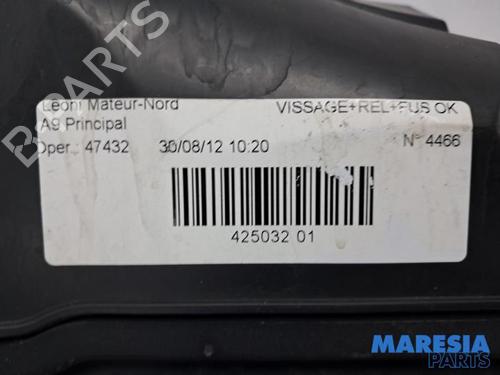 Leoni Mateur-Nord VISSAGE+REL+FUS OK
A9 Principal
Oper.: 47432 30/08/12 10:20 N° 4466
425032 01
B-PARTS
MARESIA
PARTS